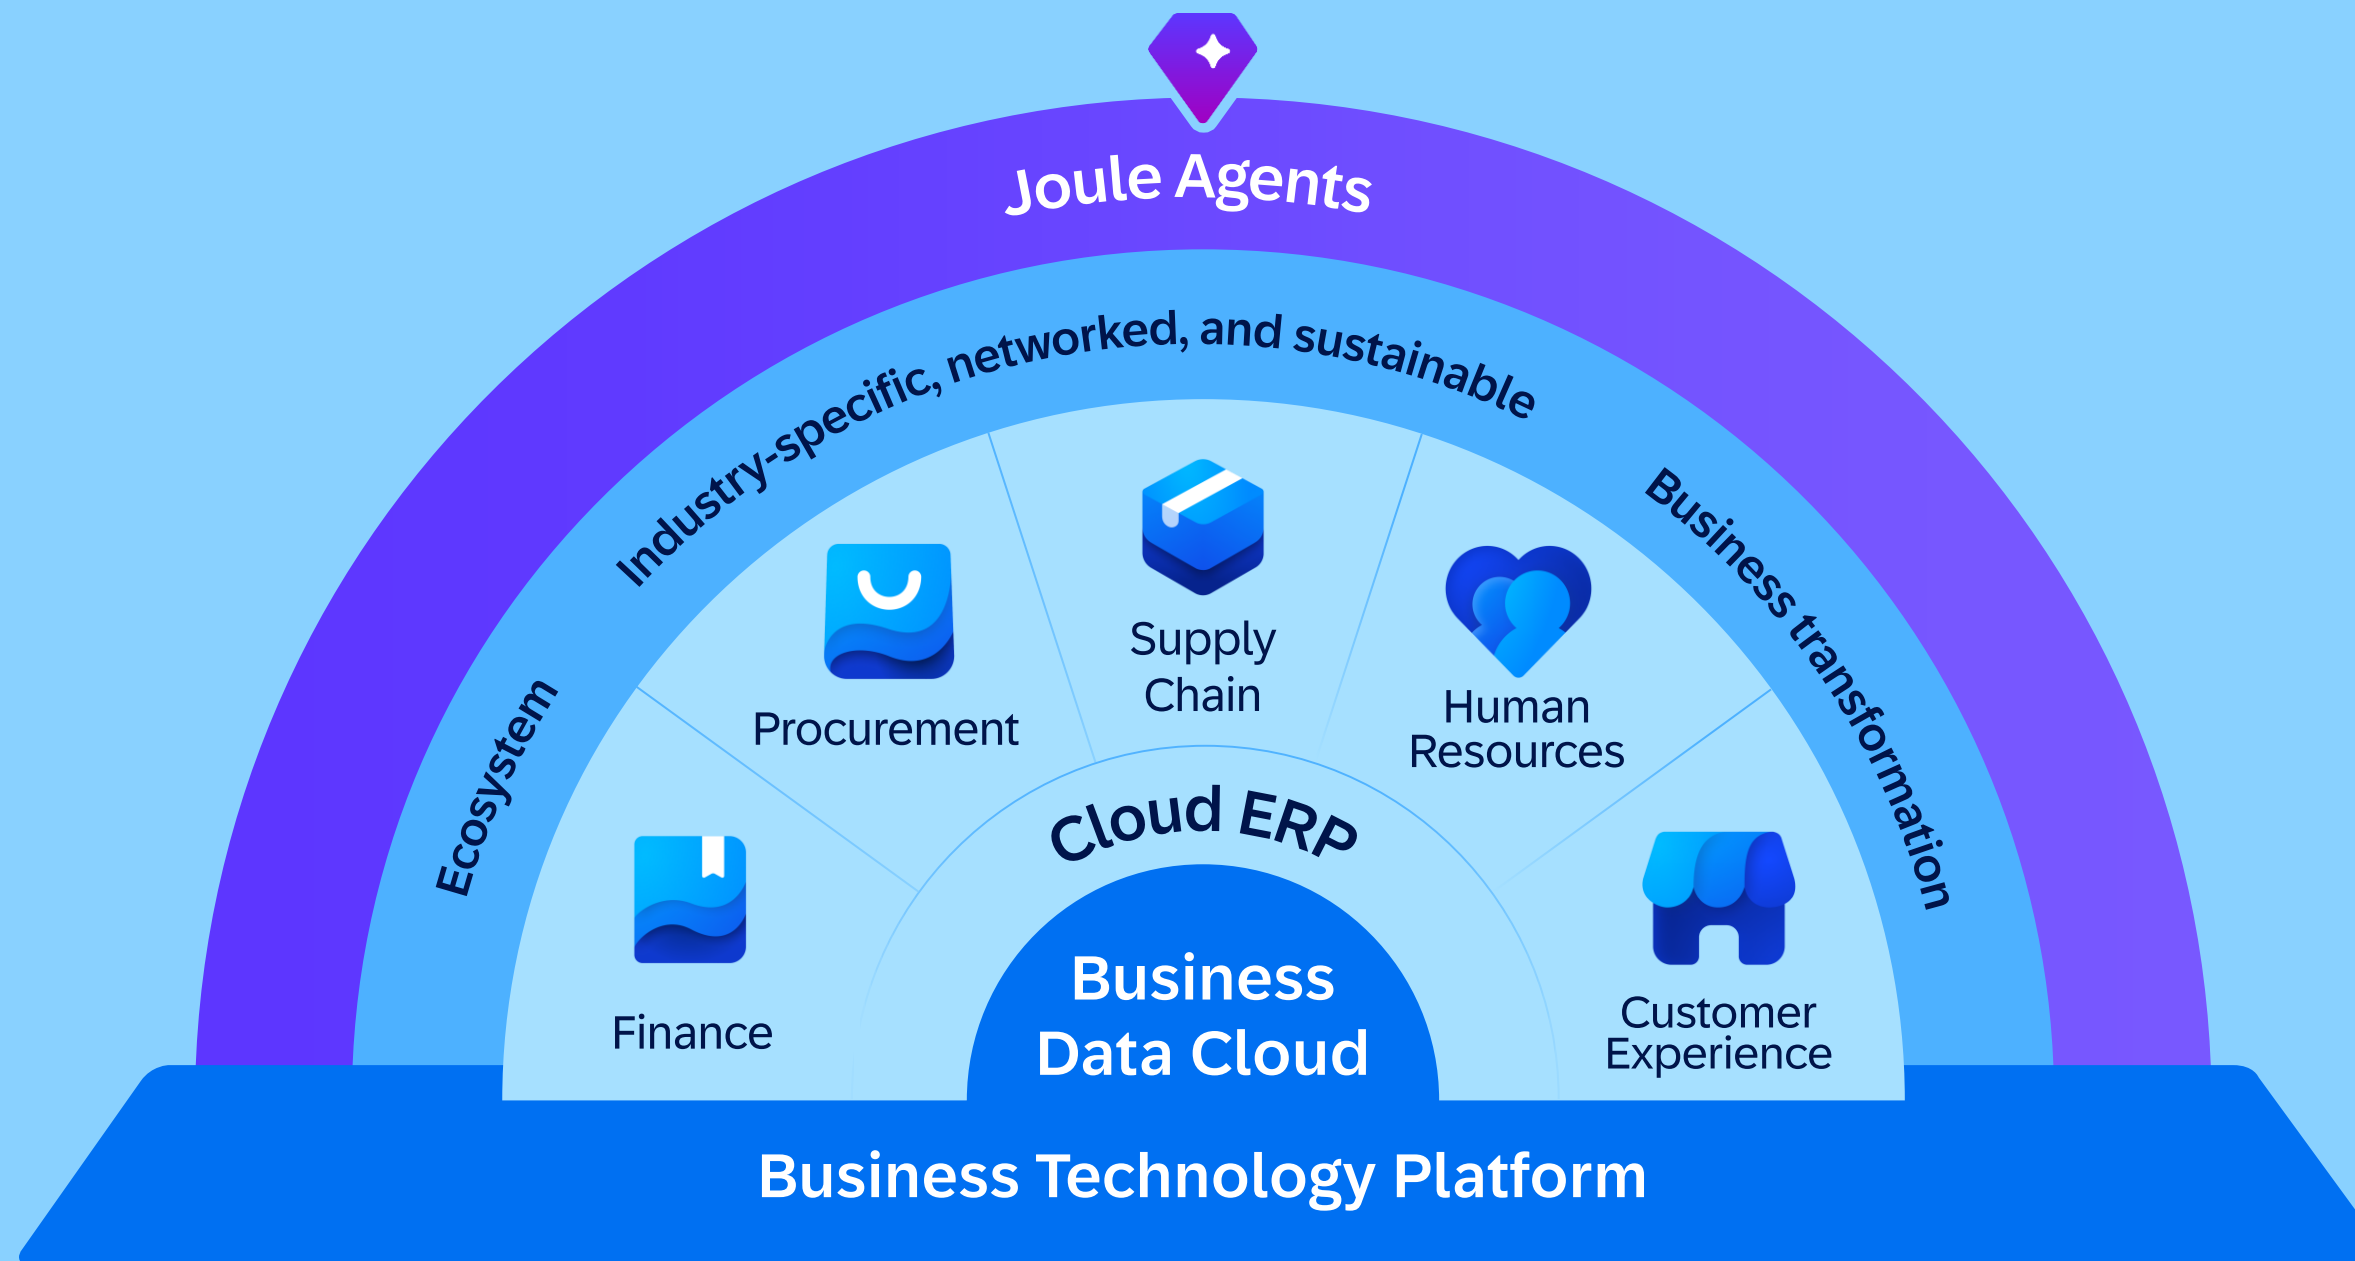 Joule Agents
Ecosystem
Industry-specific, networked, and sustainable
Business transformation
Finance
Procurement
Supply
Chain
Human
Resources
Customer
Experience
Cloud ERP
Business
Data Cloud
Business Technology Platform